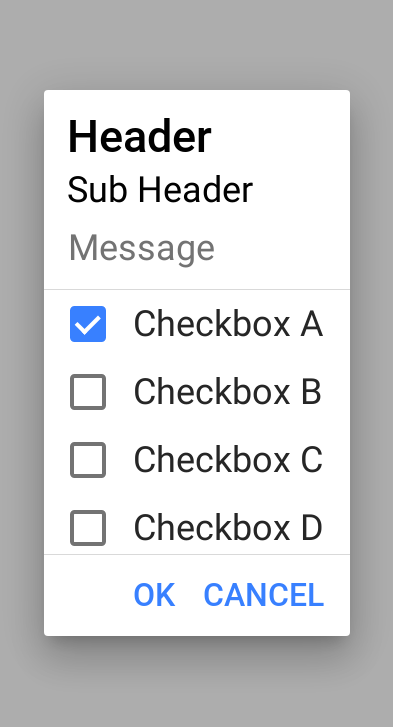 Header
Sub Header
Message
Checkbox A
Checkbox B
Checkbox C
Checkbox D
OK CANCEL